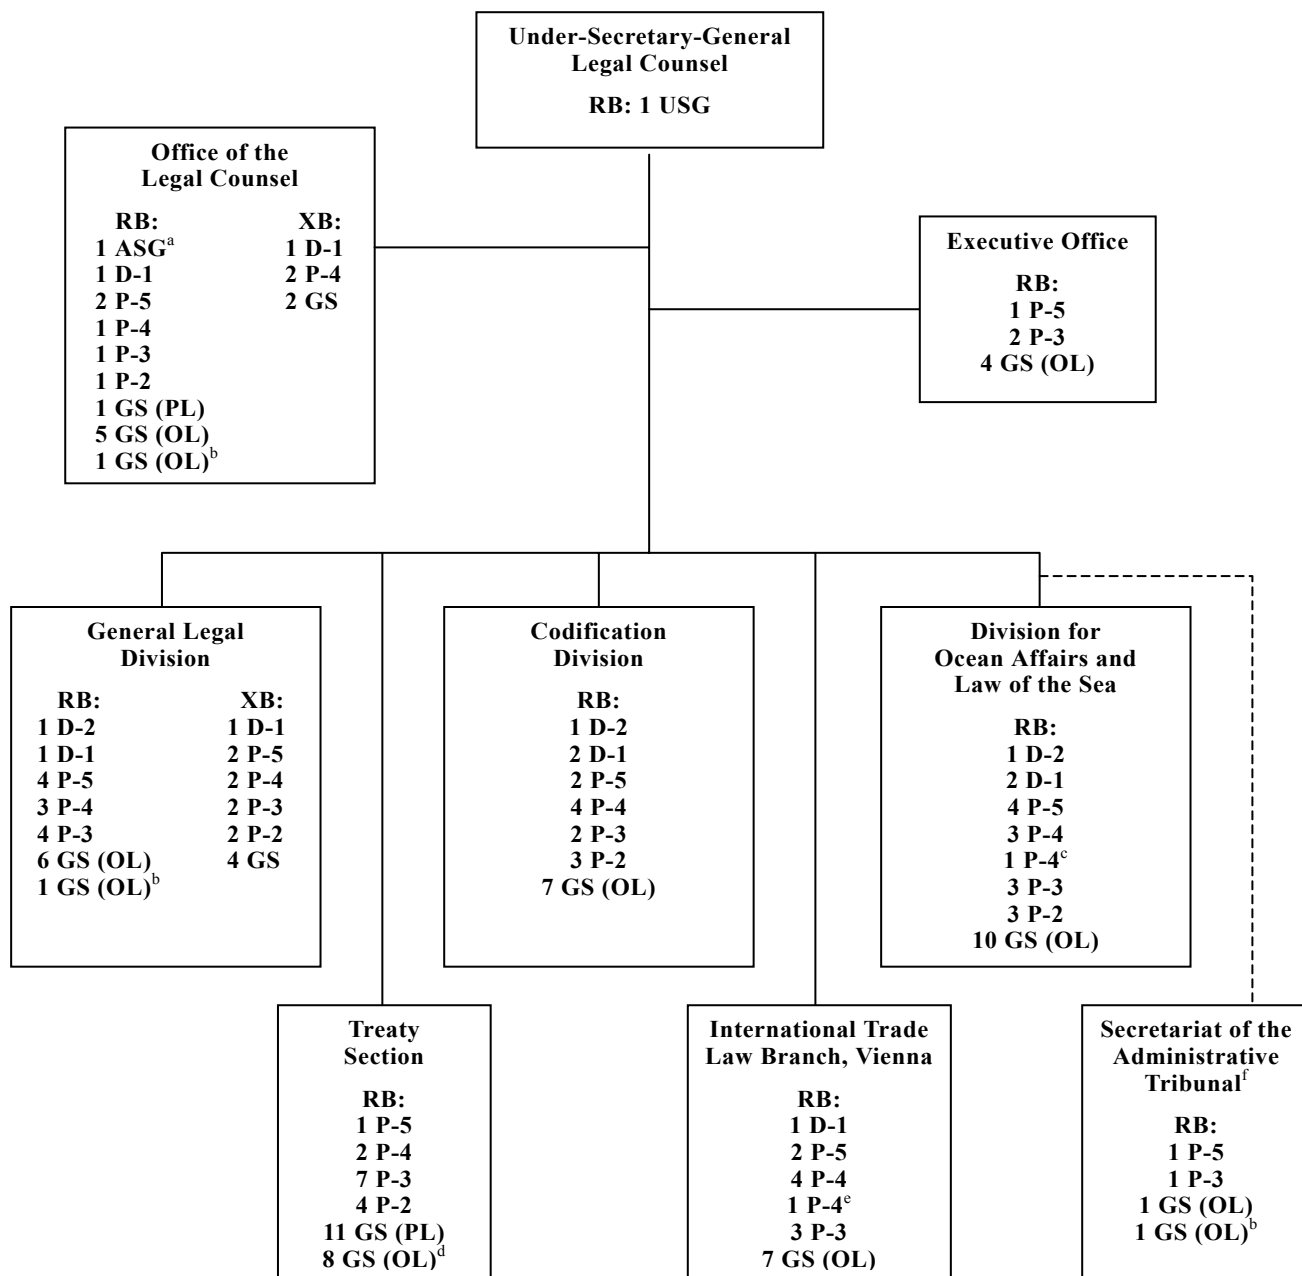 Under-Secretary-General
Legal Counsel
RB: 1 USG
Office of the
Legal Counsel
RB:
1 ASGa
1 D-1
2 P-5
1 P-4
1 P-3
1 P-2
1 GS (PL)
5 GS (OL)
1 GS (OL)b
XB:
1 D-1
2 P-4
2 GS
Executive Office
RB:
1 P-5
2 P-3
4 GS (OL)
General Legal
Division
RB:
1 D-2
1 D-1
4 P-5
3 P-4
4 P-3
6 GS (OL)
1 GS (OL)b
XB:
1 D-1
2 P-5
2 P-4
2 P-3
2 P-2
4 GS
Codification
Division
RB:
1 D-2
2 D-1
2 P-5
4 P-4
2 P-3
3 P-2
7 GS (OL)
Division for
Ocean Affairs and
Law of the Sea
RB:
1 D-2
2 D-1
4 P-5
3 P-4
1 P-4c
3 P-3
3 P-2
10 GS (OL)
Treaty
Section
RB:
1 P-5
2 P-4
7 P-3
4 P-2
11 GS (PL)
8 GS (OL)d
International Trade
Law Branch, Vienna
RB:
1 D-1
2 P-5
4 P-4
1 P-4e
3 P-3
7 GS (OL)
Secretariat of the
Administrative
Tribunalf
RB:
1 P-5
1 P-3
1 GS (OL)
1 GS (OL)b